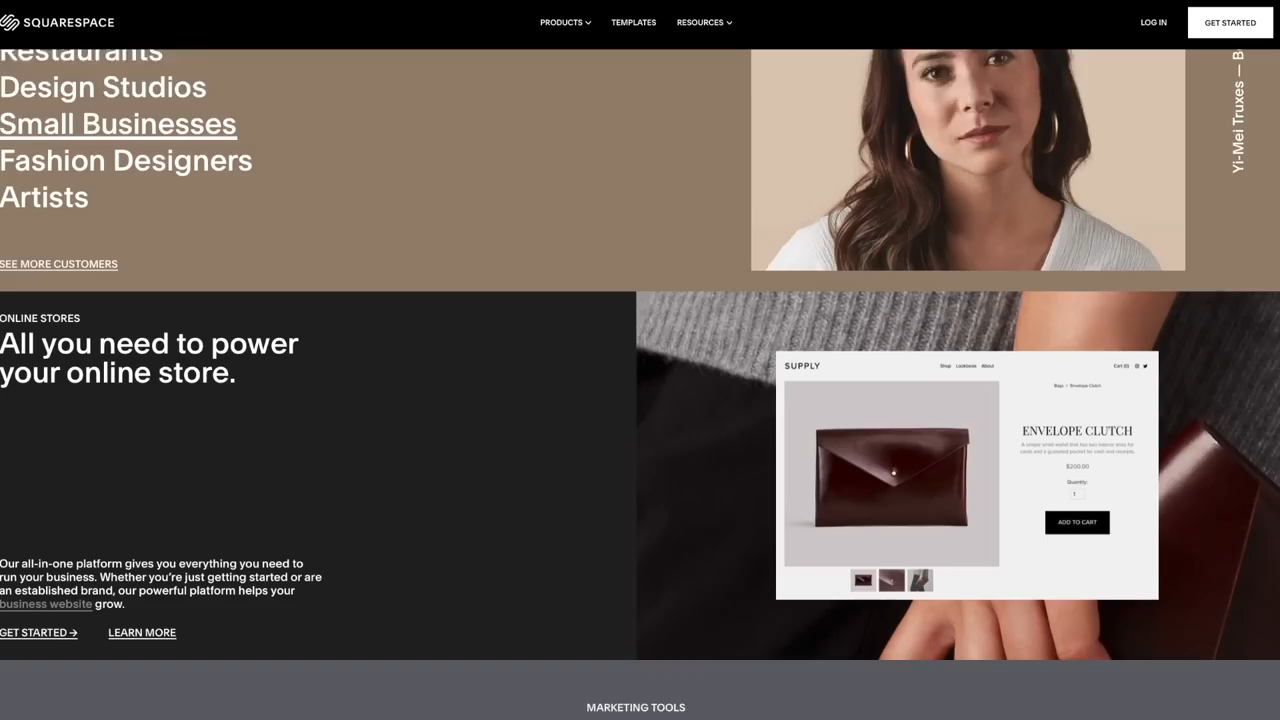 SQUARESPACE
PRODUCTS
TEMPLATES
RESOURCES
LOG IN
GET STARTED
Restaurants
Design Studios
Small Businesses
Fashion Designers
Artists
SEE MORE CUSTOMERS
Yi-Mei Truxes — B
ONLINE STORES
All you need to power
your online store.
Our all-in-one platform gives you everything you need to
run your business. Whether you’re just getting started or are
an established brand, our powerful platform helps your
business website grow.
GET STARTED →
LEARN MORE
SUPPLY
Shop Lookbook About
Cart (0)
Bags > Envelope Clutch
ENVELOPE CLUTCH
A simple small wallet that has two interior slots for
cards and a gusseted pocket for cash and receipts.
$200.00
Quantity:
1
ADD TO CART
MARKETING TOOLS